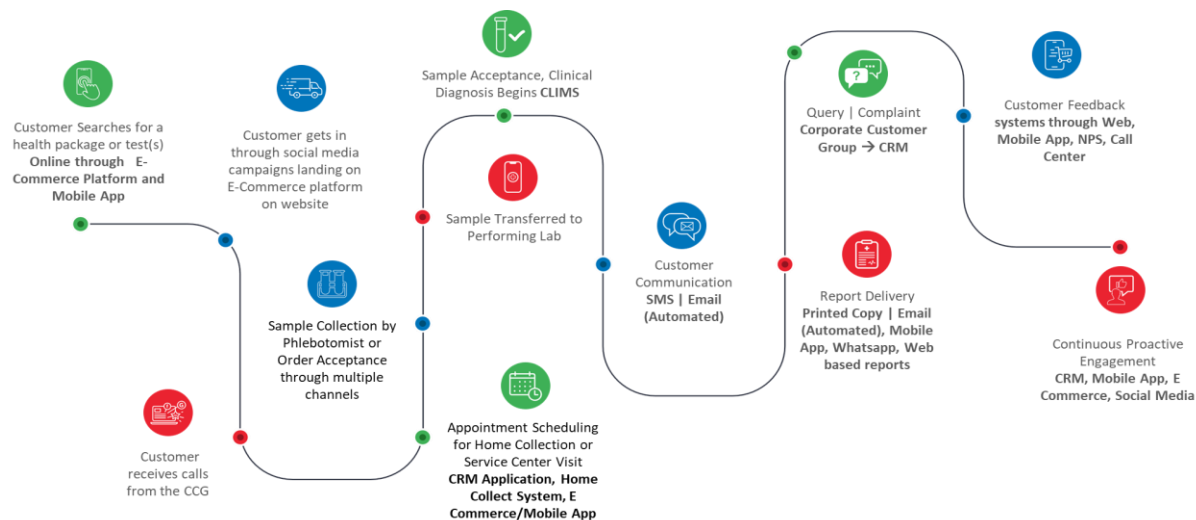 Customer Searches for a
health package or test(s)
Online through E-
Commerce Platform and
Mobile App
Customer gets in
through social media
campaigns landing on
E-Commerce platform
on website
Customer
receives calls
from the CCG
Appointment Scheduling
for Home Collection or
Service Center Visit
CRM Application, Home
Collect System, E
Commerce/Mobile App
Sample Collection by
Phlebotomist or
Order Acceptance
through multiple
channels
Sample Transferred to
Performing Lab
Sample Acceptance, Clinical
Diagnosis Begins CLIMS
Customer
Communication
SMS | Email
(Automated)
Report Delivery
Printed Copy | Email
(Automated), Mobile
App, Whatsapp, Web
based reports
Query | Complaint
Corporate Customer
Group → CRM
Customer Feedback
systems through Web,
Mobile App, NPS, Call
Center
Continuous Proactive
Engagement
CRM, Mobile App, E
Commerce, Social Media